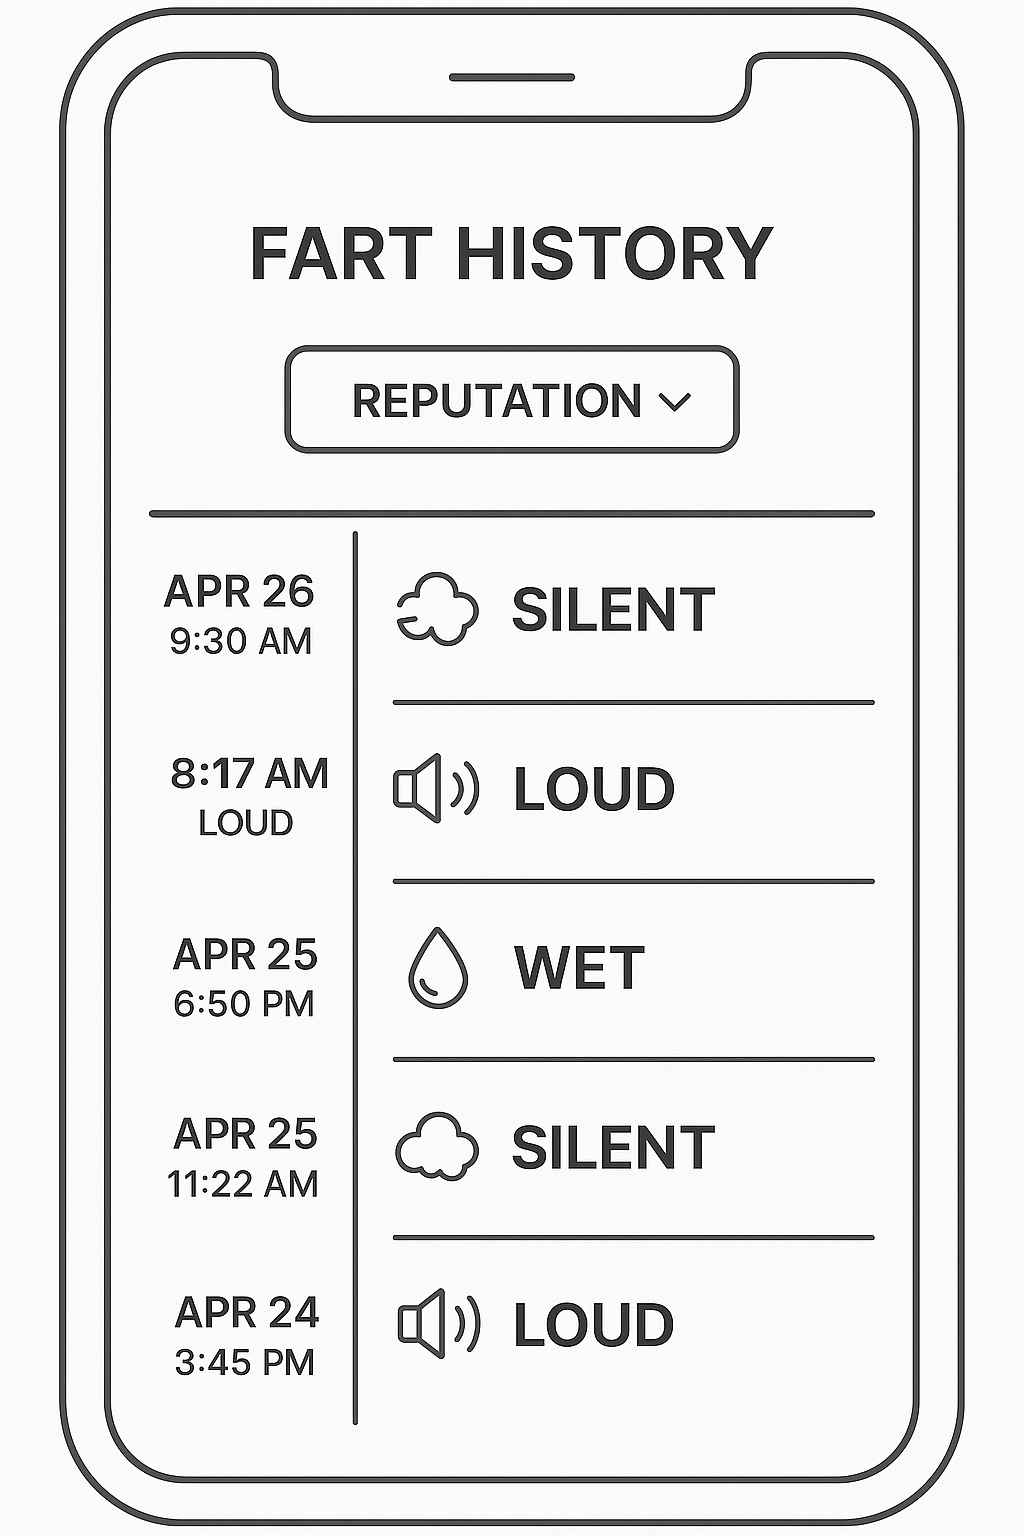 FART HISTORY
REPUTATION
APR 26
9:30 AM
SILENT
8:17 AM
LOUD
LOUD
APR 25
6:50 PM
WET
APR 25
11:22 AM
SILENT
APR 24
3:45 PM
LOUD